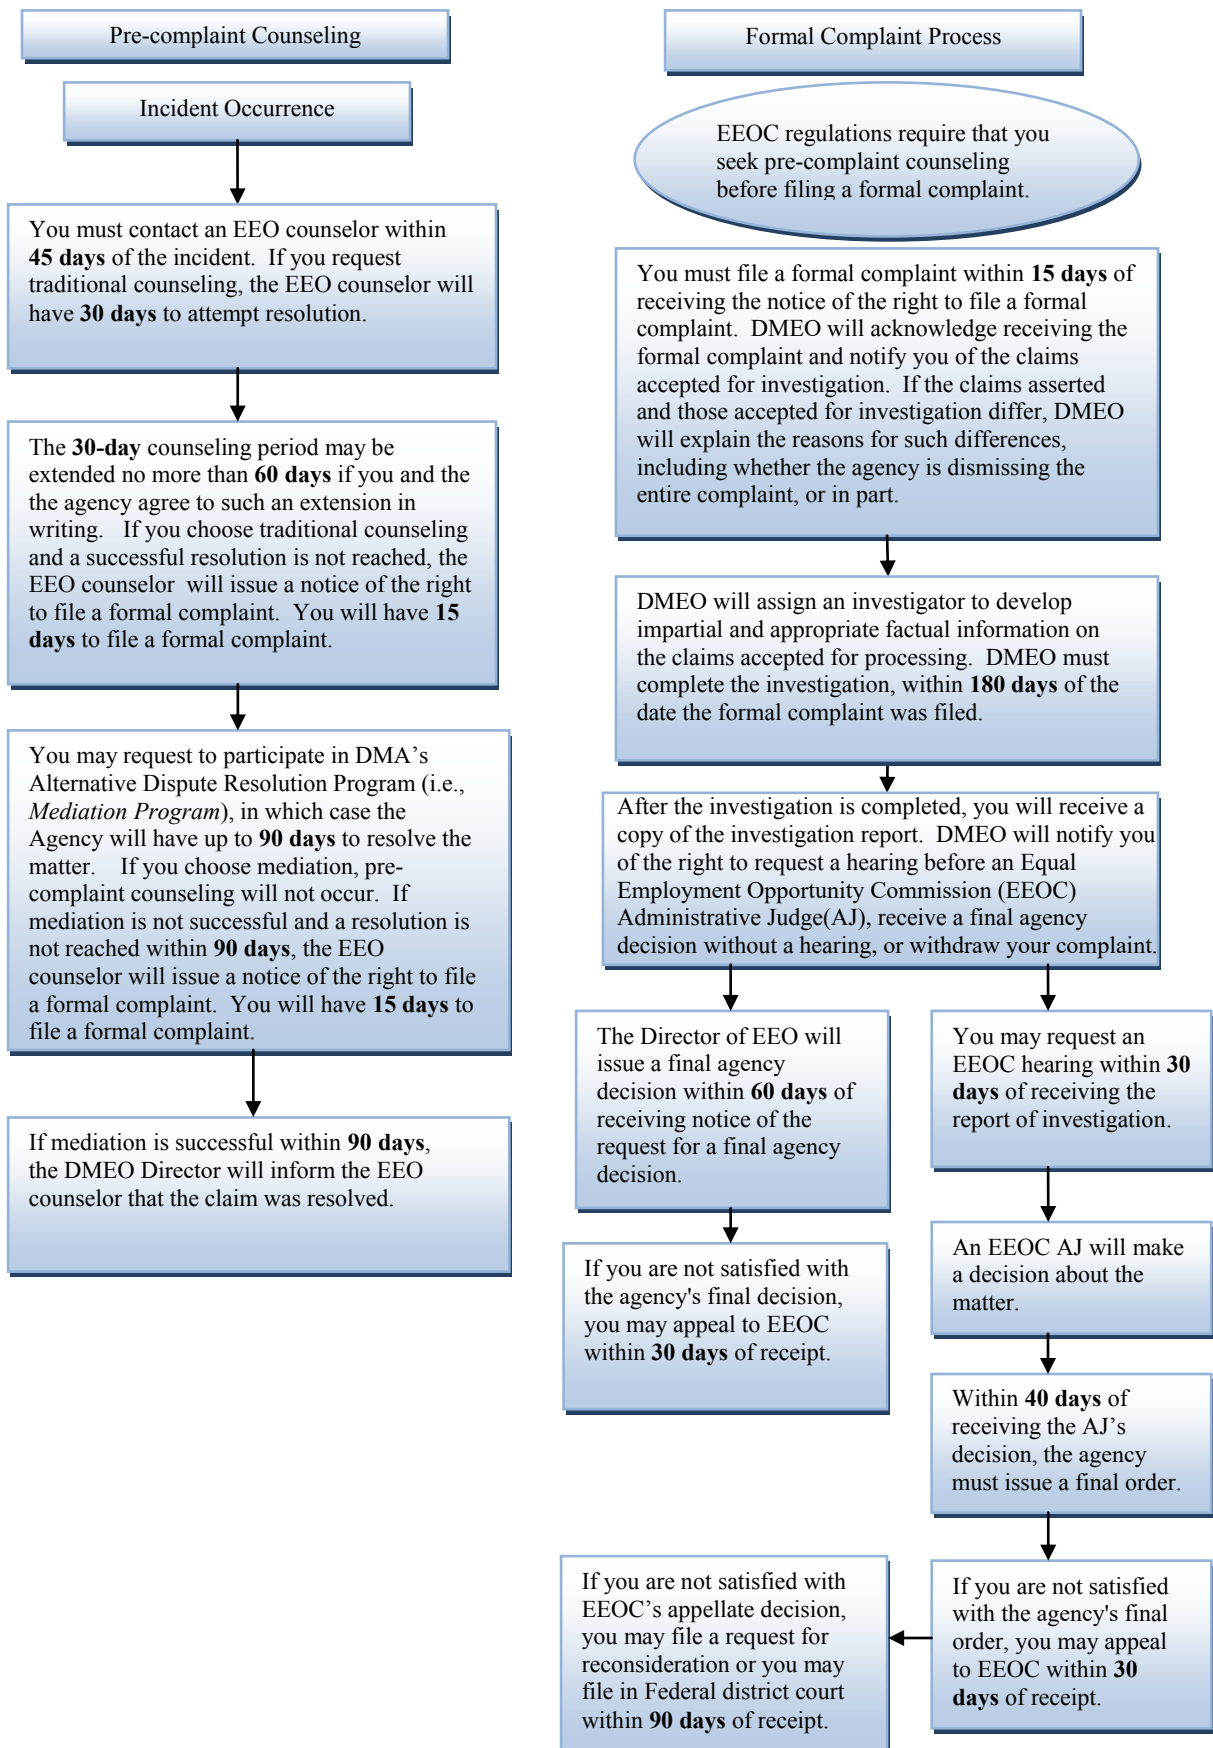 Pre-complaint Counseling
Incident Occurrence
You must contact an EEO counselor within
45 days of the incident.  If you request
traditional counseling, the EEO counselor will
have 30 days to attempt resolution.
The 30-day counseling period may be
extended no more than 60 days if you and the
the agency agree to such an extension in
writing.   If you choose traditional counseling
and a successful resolution is not reached, the
EEO counselor  will issue a notice of the right
to file a formal complaint.  You will have 15
days to file a formal complaint.
You may request to participate in DMA’s
Alternative Dispute Resolution Program (i.e.,
Mediation Program), in which case the
Agency will have up to 90 days to resolve the
matter.   If you choose mediation, pre-
complaint counseling will not occur.  If
mediation is not successful and a resolution is
not reached within 90 days, the EEO
counselor will issue a notice of the right to file
a formal complaint.  You will have 15 days to
file a formal complaint.
If mediation is successful within 90 days,
the DMEO Director will inform the EEO
counselor that the claim was resolved.
Formal Complaint Process
EEOC regulations require that you
seek pre-complaint counseling
before filing a formal complaint.
You must file a formal complaint within 15 days of
receiving the notice of the right to file a formal
complaint.  DMEO will acknowledge receiving the
formal complaint and notify you of the claims
accepted for investigation.  If the claims asserted
and those accepted for investigation differ, DMEO
will explain the reasons for such differences,
including whether the agency is dismissing the
entire complaint, or in part.
DMEO will assign an investigator to develop
impartial and appropriate factual information on
the claims accepted for processing.  DMEO must
complete the investigation, within 180 days of the
date the formal complaint was filed.
After the investigation is completed, you will receive a
copy of the investigation report.  DMEO will notify you
of the right to request a hearing before an Equal
Employment Opportunity Commission (EEOC)
Administrative Judge(AJ), receive a final agency
decision without a hearing, or withdraw your complaint.
The Director of EEO will
issue a final agency
decision within 60 days of
receiving notice of the
request for a final agency
decision.
If you are not satisfied with
the agency's final decision,
you may appeal to EEOC
within 30 days of receipt.
You may request an
EEOC hearing within 30
days of receiving the
report of investigation.
An EEOC AJ will make
a decision about the
matter.
Within 40 days of
receiving the AJ’s
decision, the agency
must issue a final order.
If you are not satisfied
with the agency's final
order, you may appeal
to EEOC within 30
days of receipt.
If you are not satisfied with
EEOC’s appellate decision,
you may file a request for
reconsideration or you may
file in Federal district court
within 90 days of receipt.